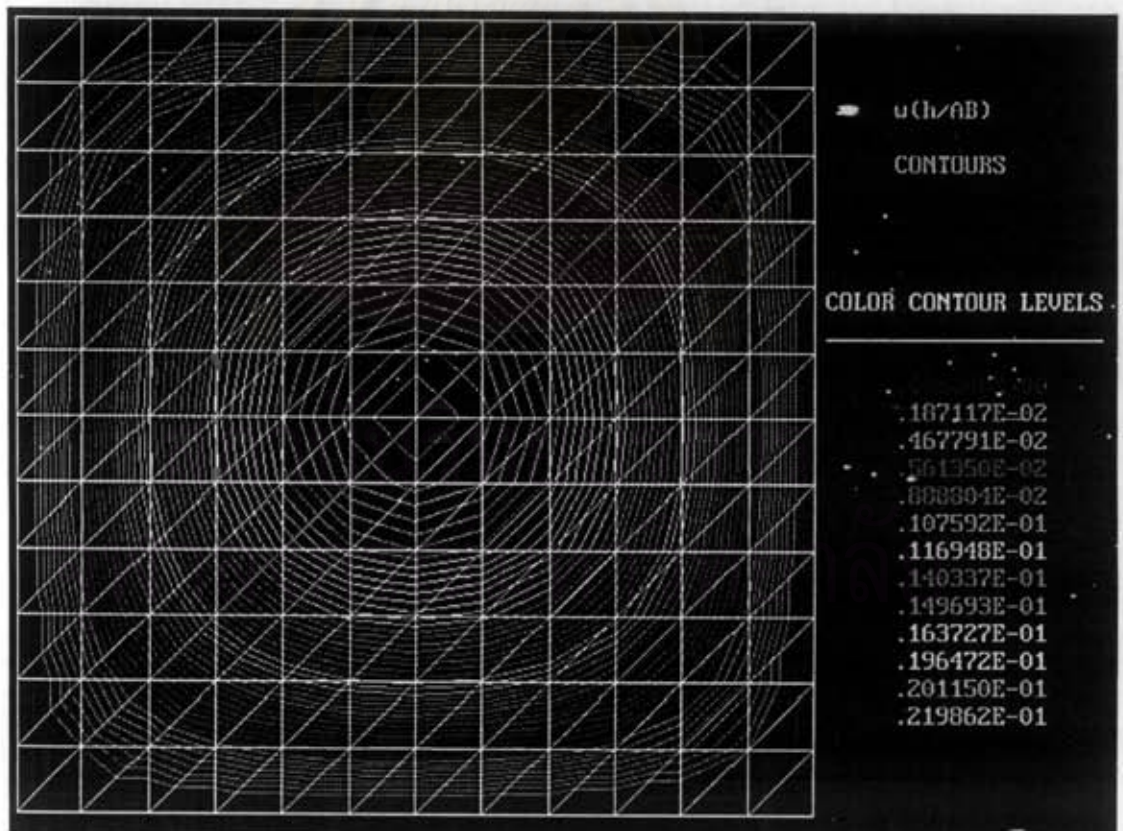 u(h/AB)
CONTOURS
COLOR CONTOUR LEVELS
.187117E-02
.467791E-02
.561350E-02
.888804E-02
.107592E-01
.116948E-01
.140337E-01
.149693E-01
.163727E-01
.196472E-01
.201150E-01
.219862E-01